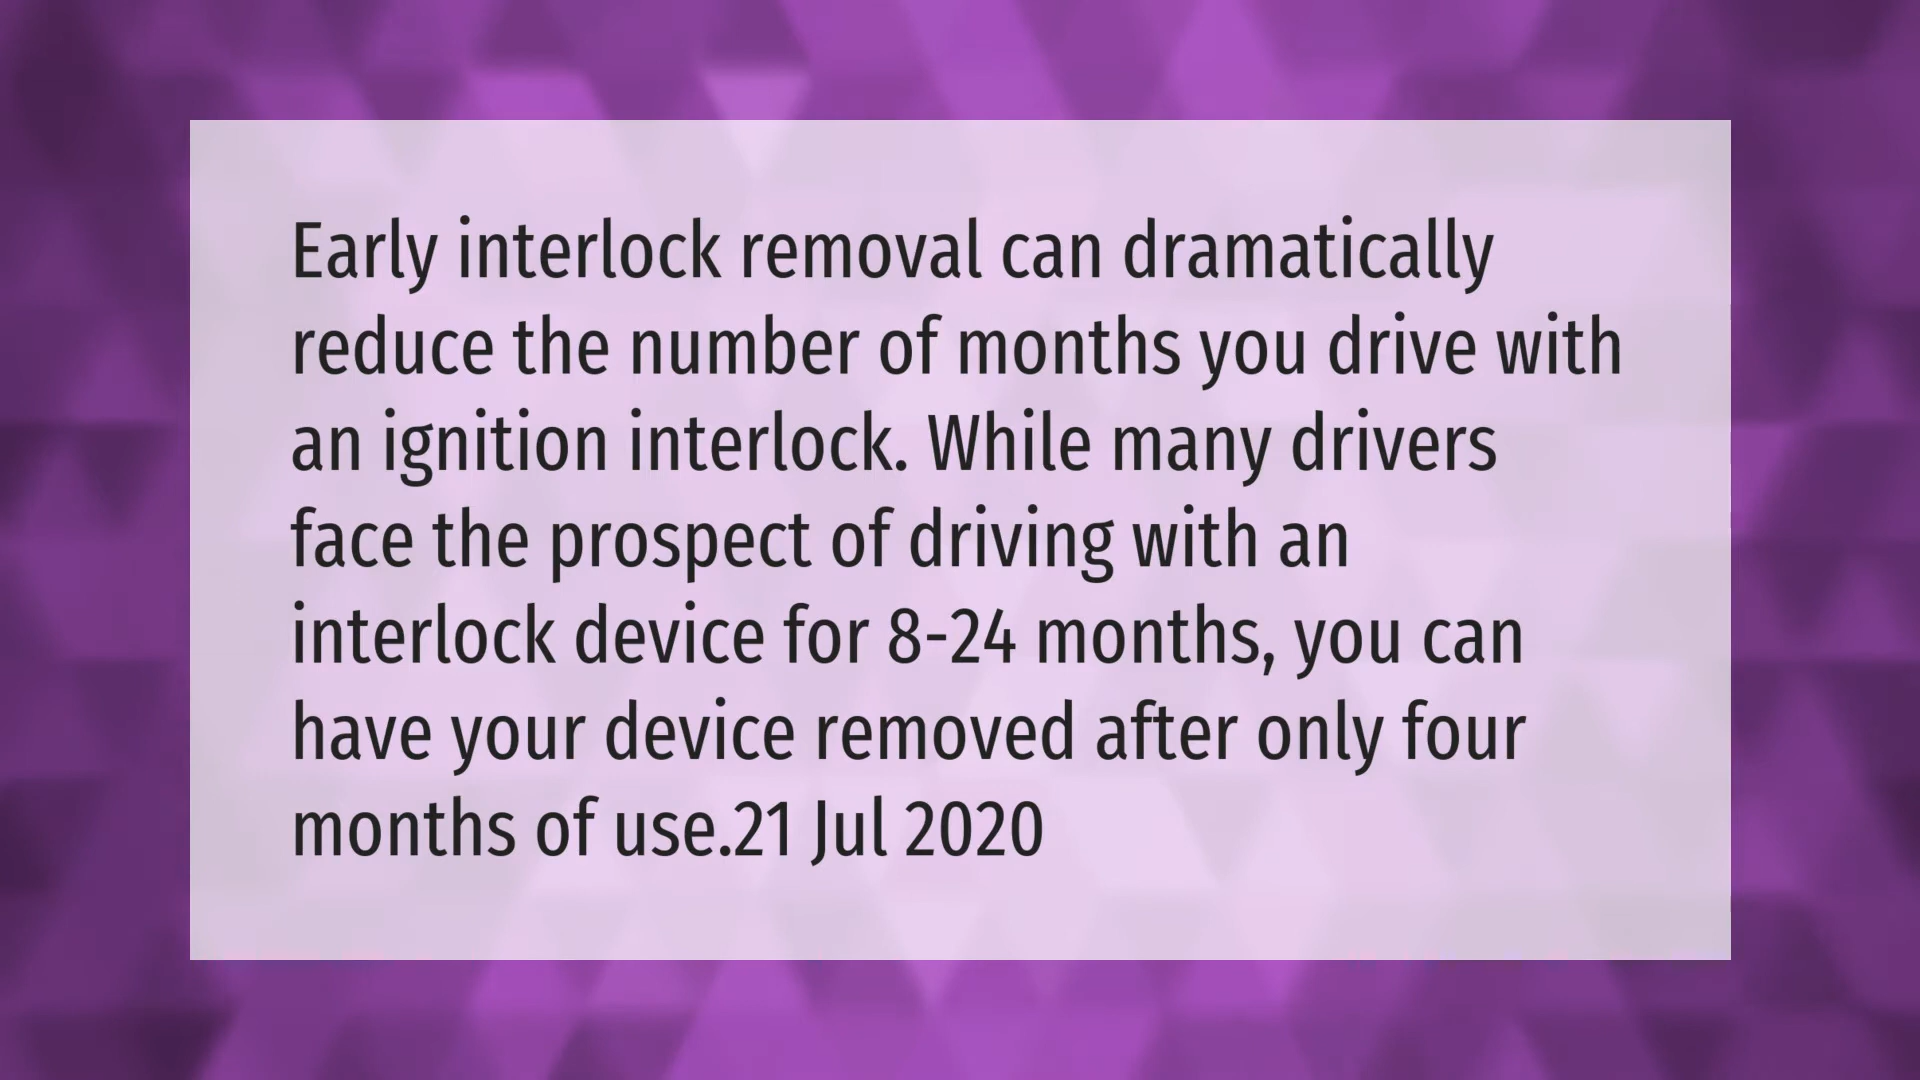 Early interlock removal can dramatically
reduce the number of months you drive with
an ignition interlock. While many drivers
face the prospect of driving with an
interlock device for 8-24 months, you can
have your device removed after only four
months of use.21 Jul 2020